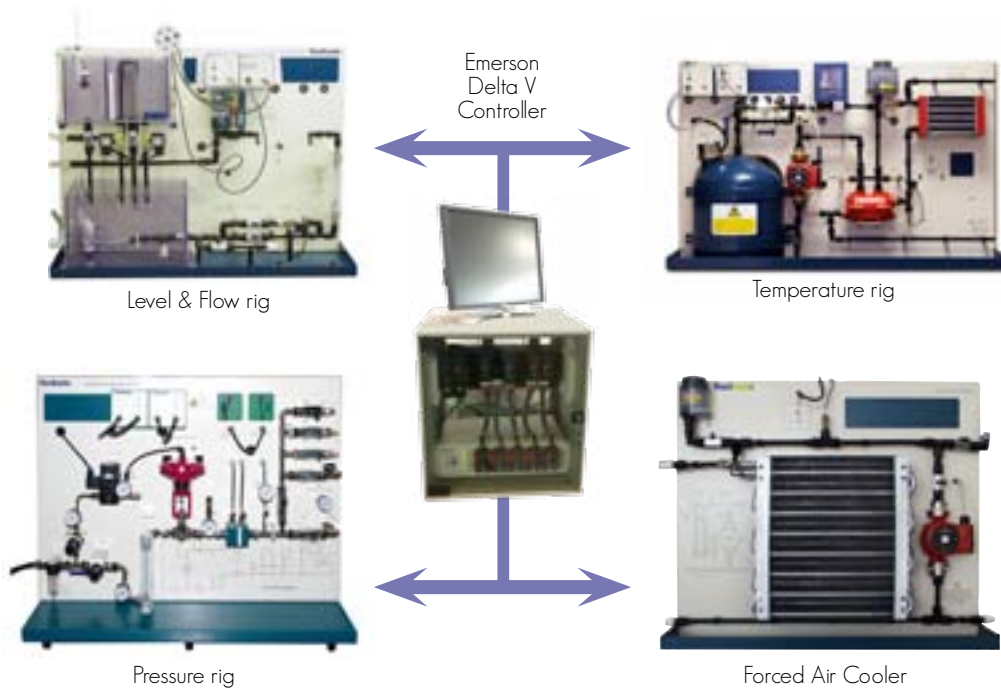 Emerson
Delta V
Controller
Level & Flow rig
Temperature rig
Pressure rig
Forced Air Cooler